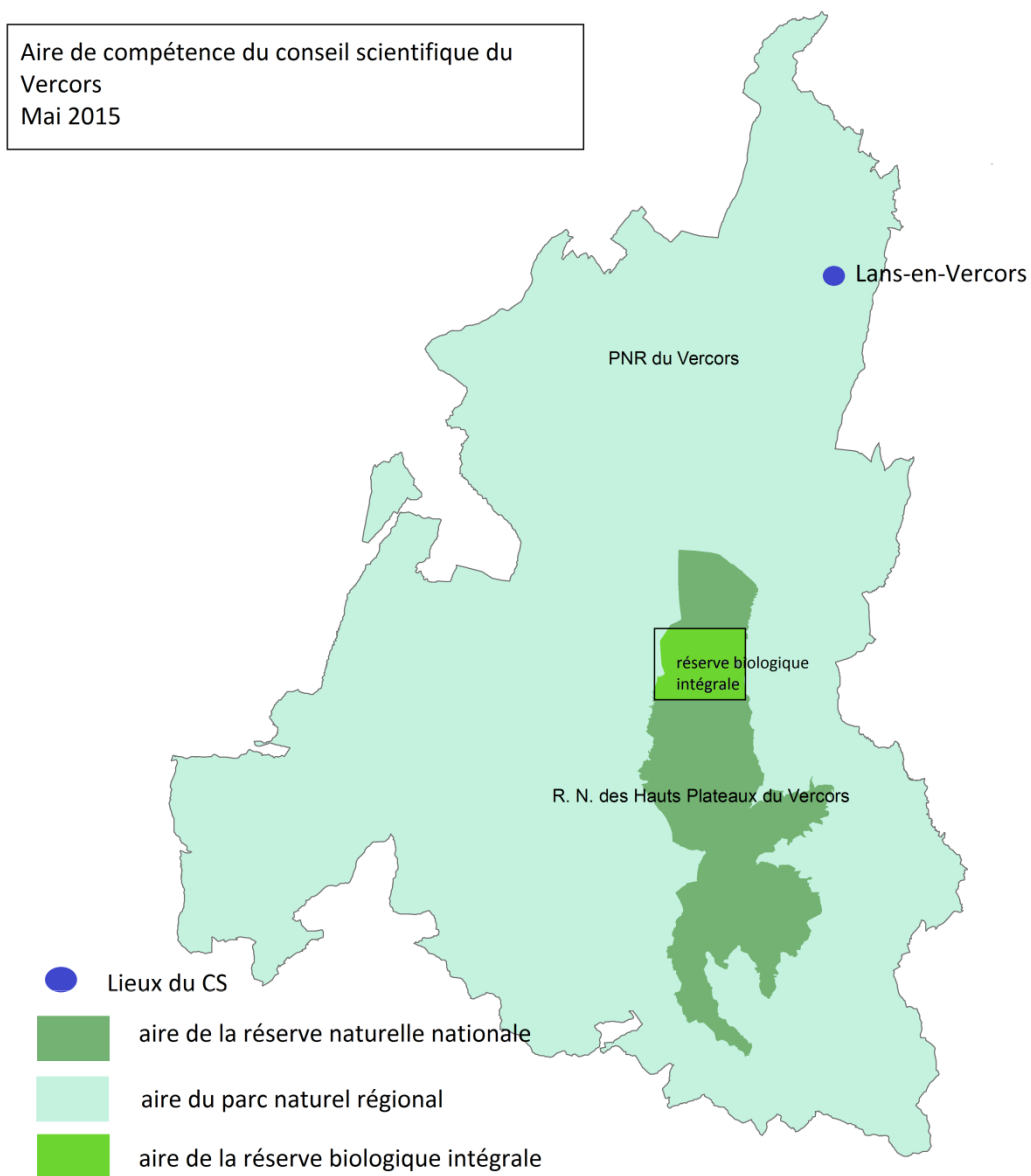 Aire de compétence du conseil scientifique du
Vercors
Mai 2015
Lans-en-Vercors
PNR du Vercors
réserve biologique
intégrale
R. N. des Hauts Plateaux du Vercors
Lieux du CS
aire de la réserve naturelle nationale
aire du parc naturel régional
aire de la réserve biologique intégrale